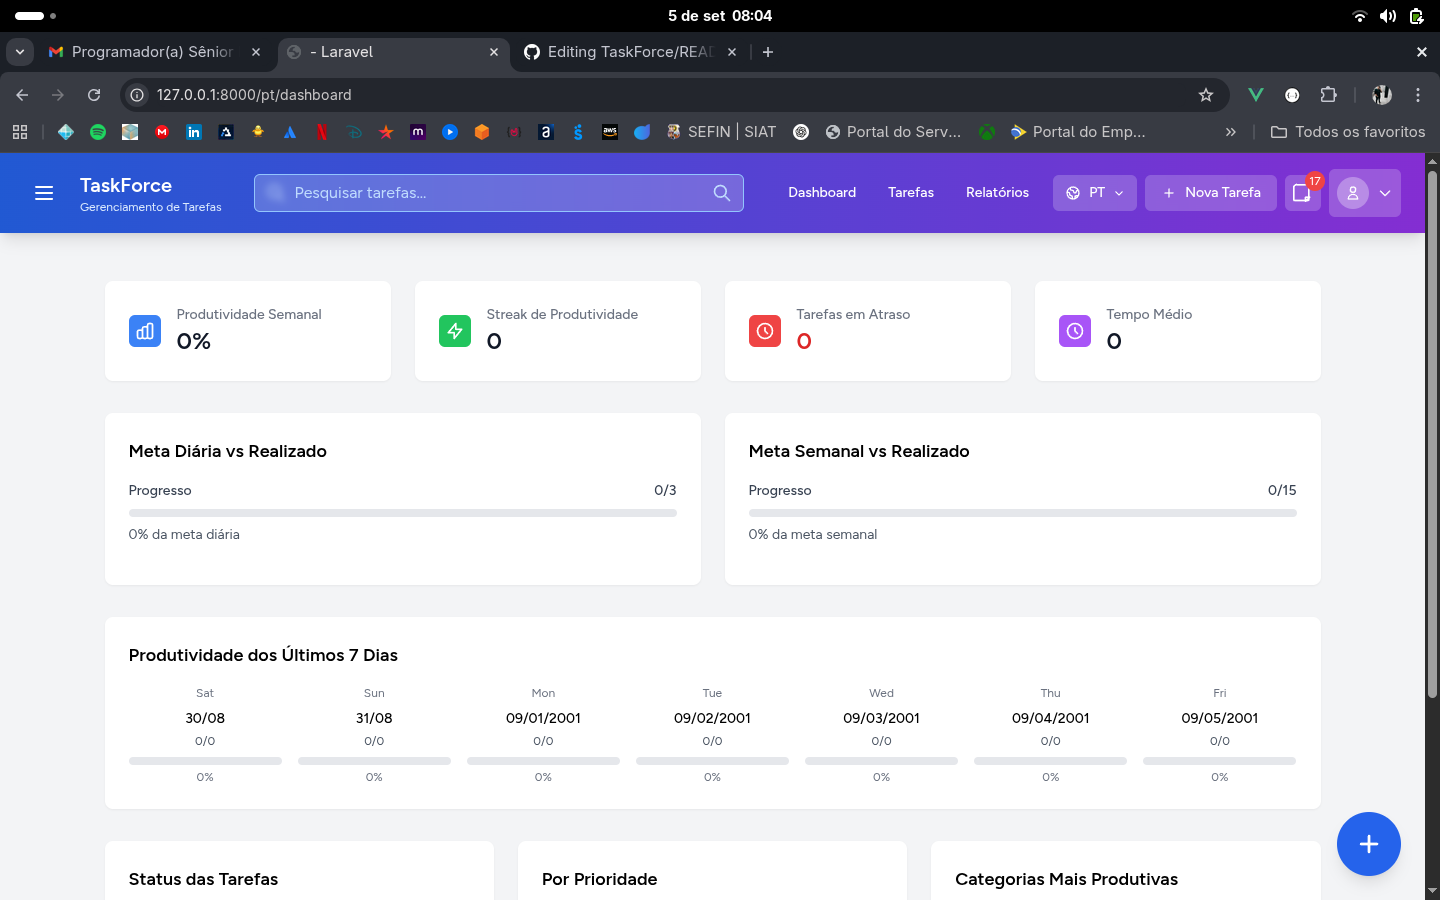 5 de set 08:04
Programador(a) Sênior
- Laravel
Editing TaskForce/REA
127.0.0.1:8000/pt/dashboard
SEFIN | SIAT
Portal do Serv...
Portal do Emp...
Todos os favoritos
TaskForce
Gerenciamento de Tarefas
Pesquisar tarefas...
Dashboard
Tarefas
Relatórios
PT
Nova Tarefa
17
Produtividade Semanal
0%
Streak de Produtividade
0
Tarefas em Atraso
0
Tempo Médio
0
Meta Diária vs Realizado
Progresso 0/3
0% da meta diária
Meta Semanal vs Realizado
Progresso 0/15
0% da meta semanal
Produtividade dos Últimos 7 Dias
Sat Sun Mon Tue Wed Thu Fri
30/08 31/08 09/01/2001 09/02/2001 09/03/2001 09/04/2001 09/05/2001
0/0 0/0 0/0 0/0 0/0 0/0 0/0
0% 0% 0% 0% 0% 0% 0%
Status das Tarefas
Por Prioridade
Categorias Mais Produtivas